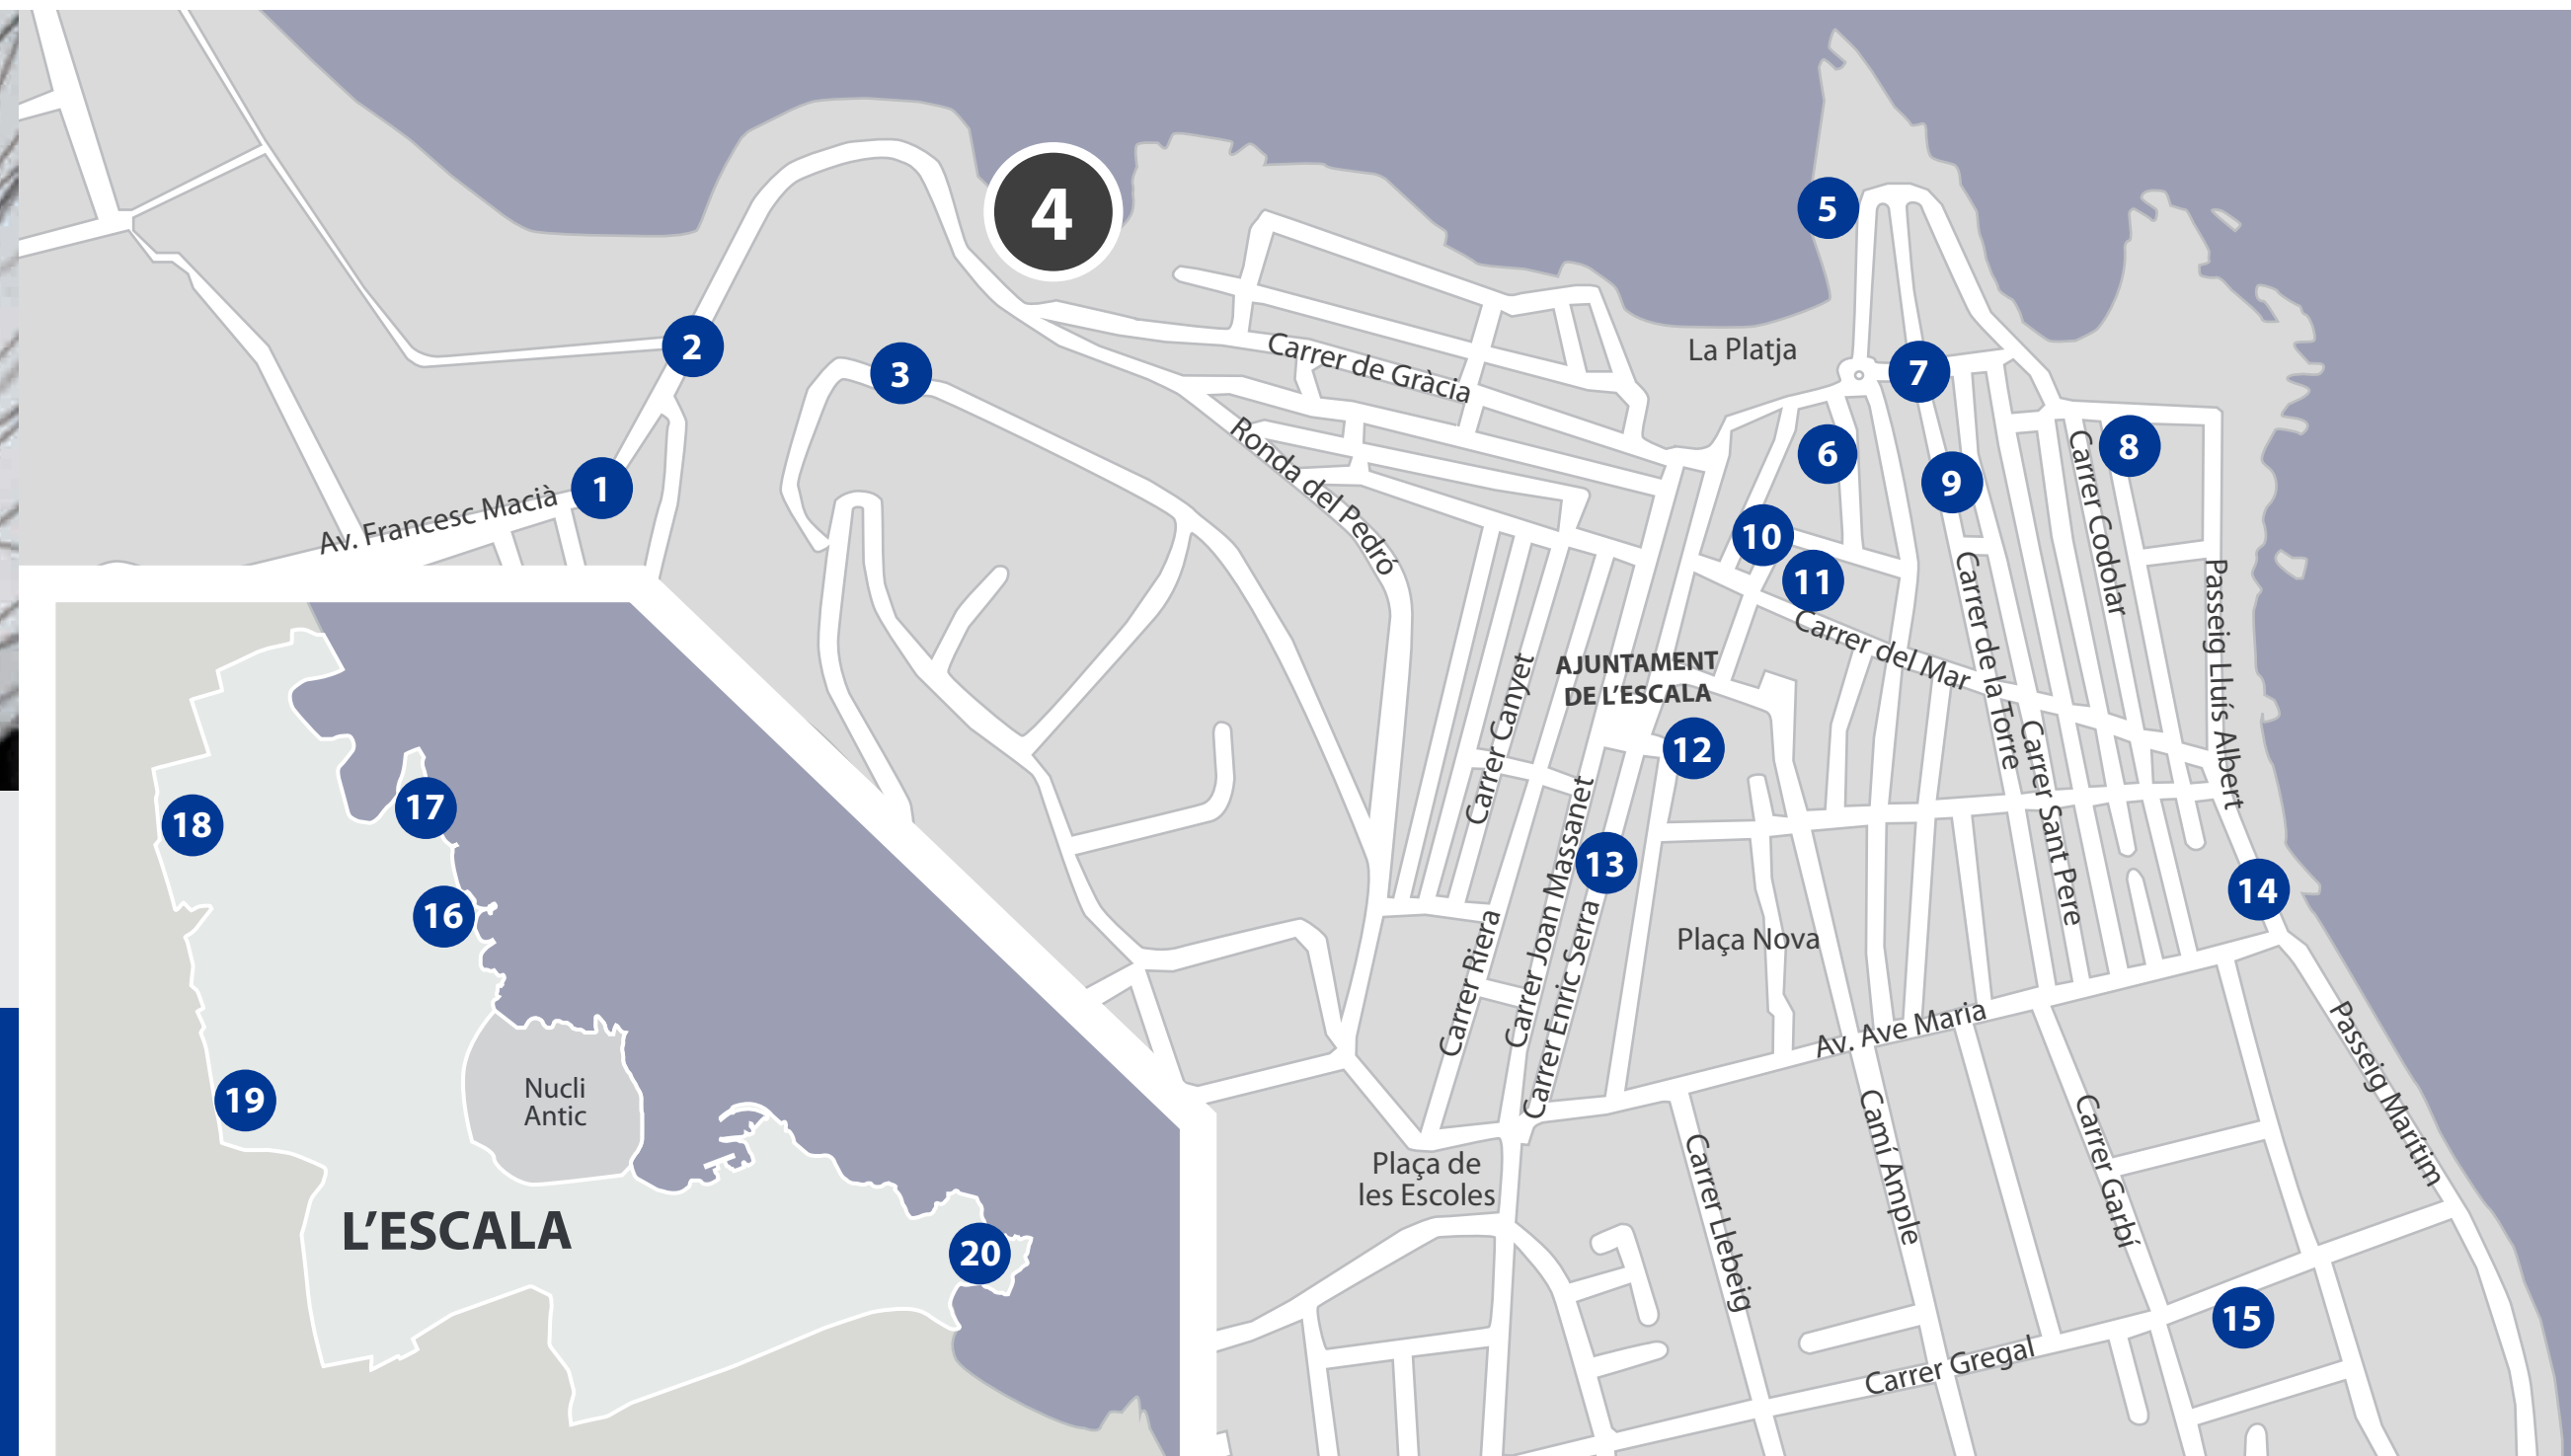 4
5
2
La Platja
3
Carrer de Gràcia
7
Ronda del Pedró
6
8
1
9
Av. Francesc Macià
Carrer Codolar
10
11
Carrer de la Torre
Passeig Lluís Albert
Carrer del Mar
AJUNTAMENT
DE L'ESCALA
Carrer Canyet
12
Carrer Sant Pere
Carrer Joan Massanet
13
14
Carrer Enric Serra
Carrer Riera
Plaça Nova
Av. Ave Maria
Passeig Marítim
Plaça de
les Escoles
Carrer Llebeig
Camí Ample
Carrer Garbí
15
Carrer Gregal
17
18
16
Nucli
Antic
19
L'ESCALA
20